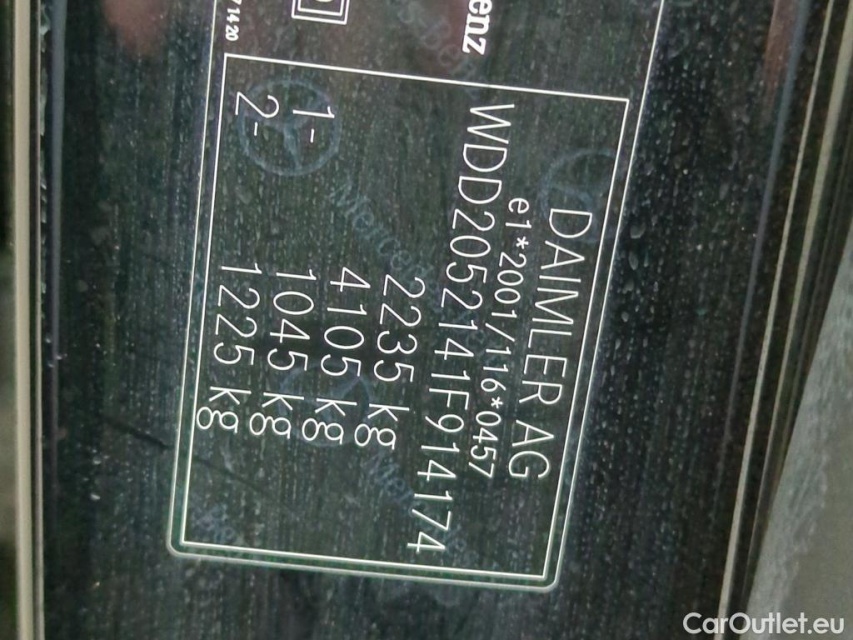 DAIMLER AG
e1*2001/116*0457
WDD2052141F914174
2235 kg
4105 kg
1- 1045 kg
2- 1225 kg
enz
1420
CarOutlet.eu